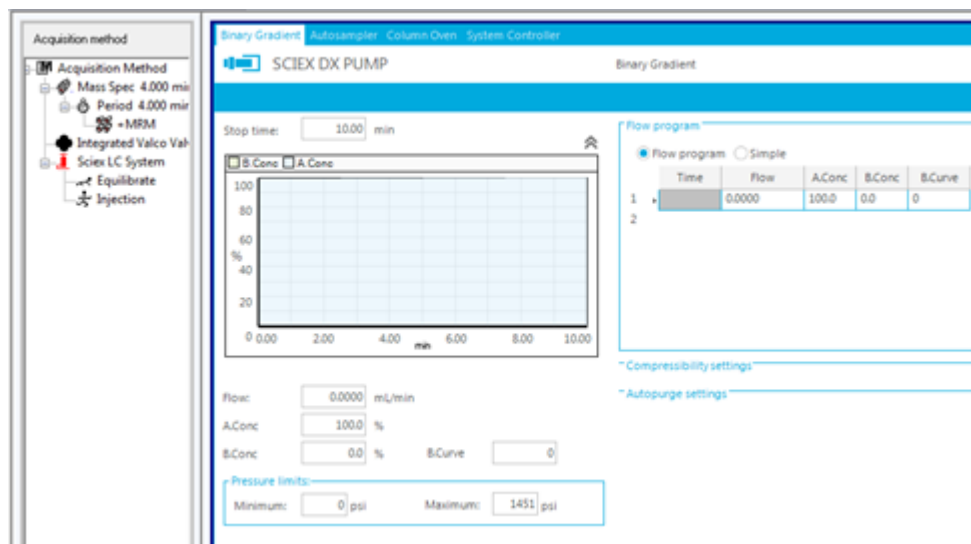 Acquisition method
Acquisition Method
Mass Spec 4.000 min
Period 4.000 min
+MRM
Integrated Valco Val
Sciex LC System
Equilibrate
Injection
Binary Gradient Autosampler Column Oven System Controller
SCIEX DX PUMP Binary Gradient
Stop time: 10.00 min
B.Conc A.Conc
100
80
60
%
40
20
0 0.00 2.00 4.00 min 6.00 8.00 10.00
Flow: 0.0000 mL/min
A.Conc 100.0 %
B.Conc 0.0 % B.Curve 0
Pressure limits:
Minimum: 0 psi Maximum: 1451 psi
Flow program
Flow program Simple
Time Flow A.Conc B.Conc B.Curve
1 0.0000 100.0 0.0 0
2
Compressibility settings
Autopurge settings